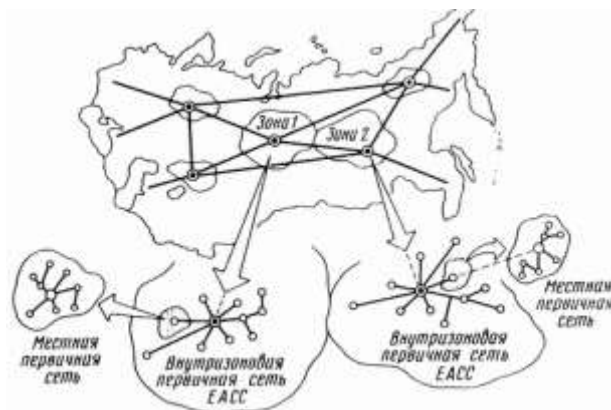 Зона 1
Зона 2
Местная
первичная
сеть
Внутризоновая
первичная сеть
ЕАСС
Внутризоновая
первичная сеть
ЕАСС
Местная
первичная
сеть